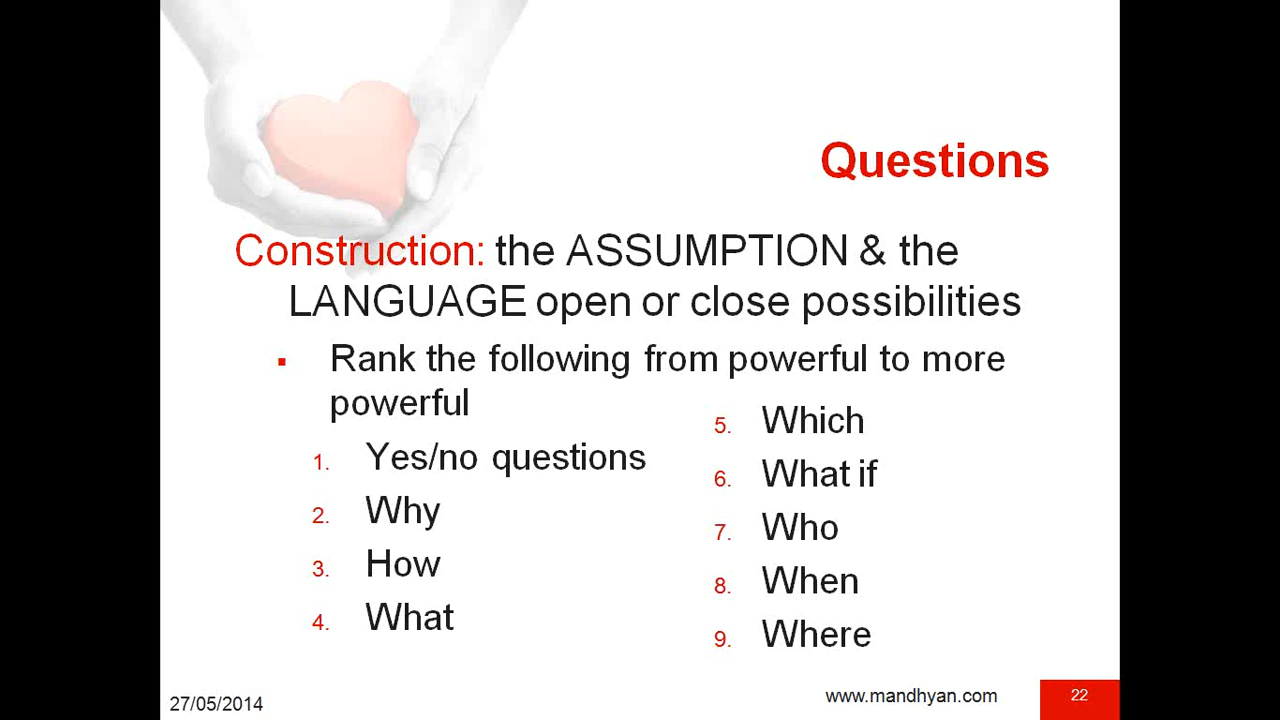 Questions
Construction: the ASSUMPTION & the
LANGUAGE open or close possibilities
▪ Rank the following from powerful to more
powerful
1. Yes/no questions
2. Why
3. How
4. What
5. Which
6. What if
7. Who
8. When
9. Where
27/05/2014
www.mandhyan.com
22